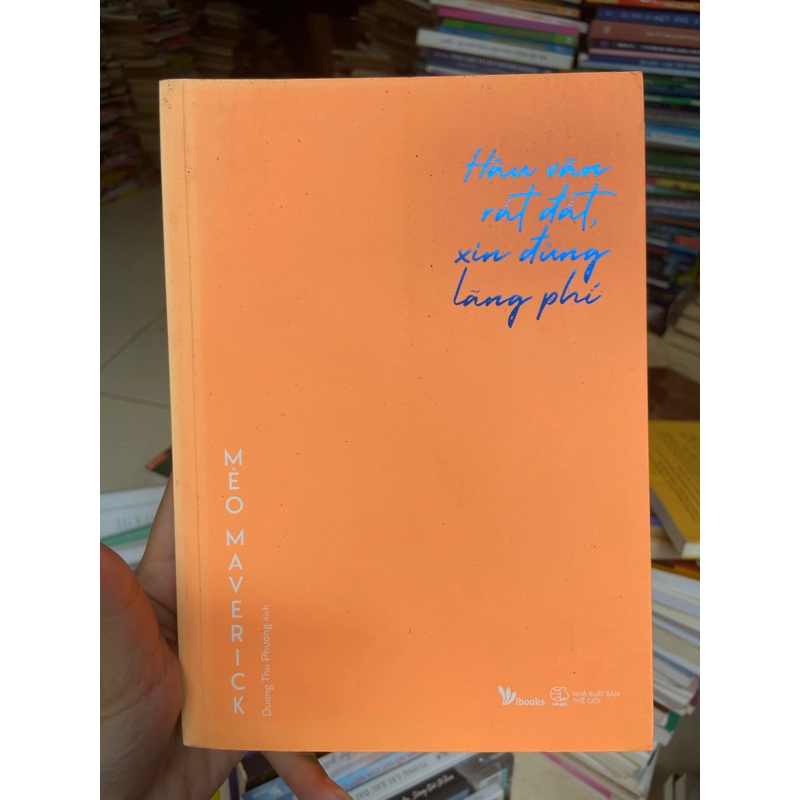 Hậu vận
rất đắt,
xin đừng
lãng phí
MÈO MAVERICK
Dương Thu Phương dịch
Vibooks
NHÀ XUẤT BẢN
THẾ GIỚI